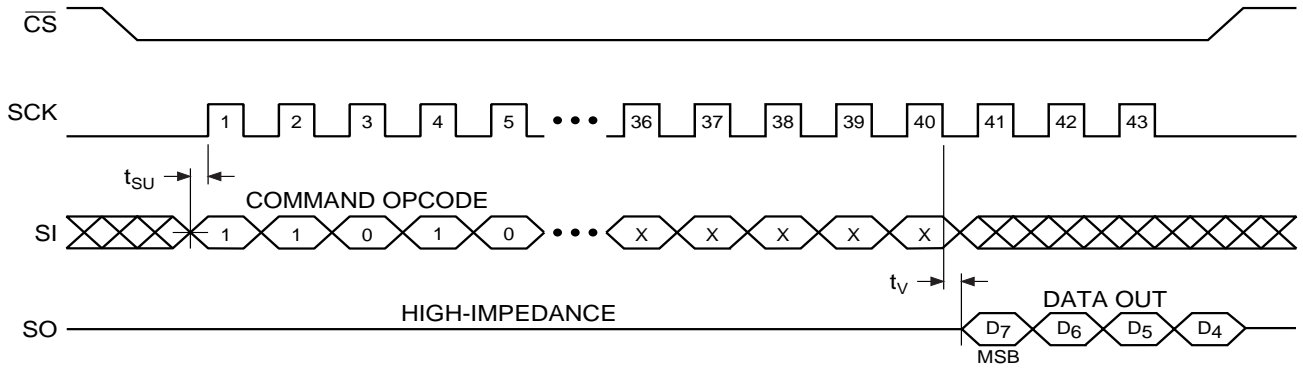 CS
SCK
1 2 3 4 5 ••• 36 37 38 39 40 41 42 43
tSU
COMMAND OPCODE
SI
1 1 0 1 0 ••• X X X X X
tV
HIGH-IMPEDANCE
DATA OUT
SO
D7 D6 D5 D4
MSB